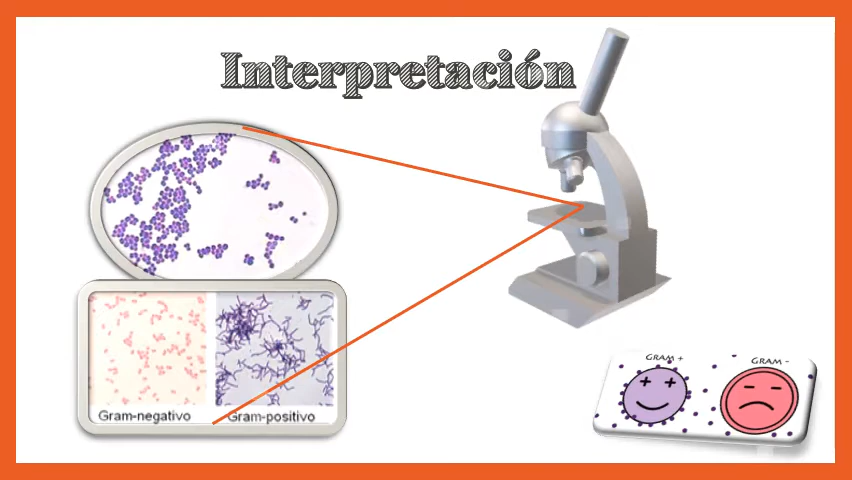 Interpretación
Gram-negativo
Gram-positivo
GRAM +
GRAM -